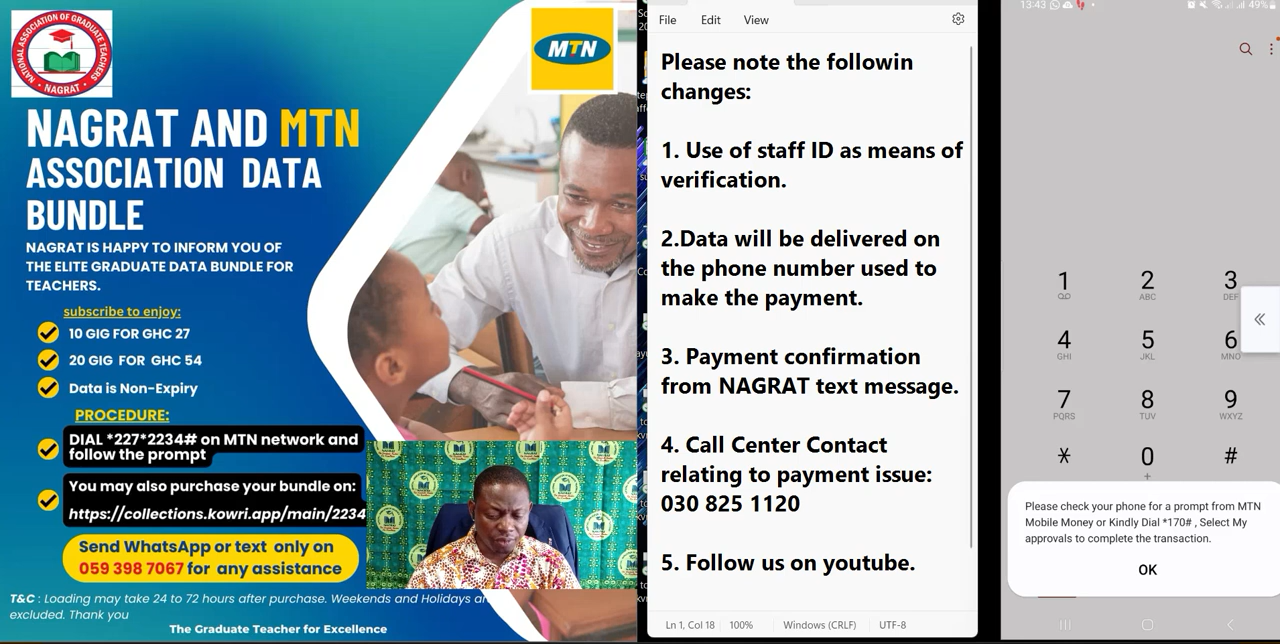 NATIONAL ASSOCIATION OF GRADUATE TEACHERS
• NAGRAT •
MTN
NAGRAT AND MTN
ASSOCIATION DATA
BUNDLE
NAGRAT IS HAPPY TO INFORM YOU OF
THE ELITE GRADUATE DATA BUNDLE FOR
TEACHERS.
subscribe to enjoy:
10 GIG FOR GHC 27
20 GIG FOR GHC 54
Data is Non-Expiry
PROCEDURE:
DIAL *227*2234# on MTN network and
follow the prompt
You may also purchase your bundle on:
https://collections.kowri.app/main/2234
Send WhatsApp or text only on
059 398 7067 for any assistance
T&C : Loading may take 24 to 72 hours after purchase. Weekends and Holidays ar
excluded. Thank you
The Graduate Teacher for Excellence
File Edit View
Please note the followin
changes:
1. Use of staff ID as means of
verification.
2.Data will be delivered on
the phone number used to
make the payment.
3. Payment confirmation
from NAGRAT text message.
4. Call Center Contact
relating to payment issue:
030 825 1120
5. Follow us on youtube.
Ln 1, Col 18 100% Windows (CRLF) UTF-8
13:43 49%
1 2 3
ABC DEF
4 5 6
GHI JKL MNO
7 8 9
PQRS TUV WXYZ
* 0 #
+
Please check your phone for a prompt from MTN
Mobile Money or Kindly Dial *170# , Select My
approvals to complete the transaction.
OK